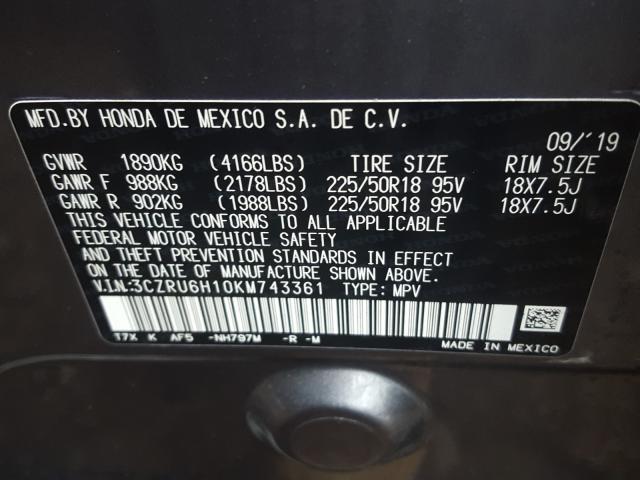 MFD.BY HONDA DE MEXICO S.A. DE C.V.
09/'19
GVWR 1890KG (4166LBS) TIRE SIZE RIM SIZE
GAWR F 988KG (2178LBS) 225/50R18 95V 18X7.5J
GAWR R 902KG (1988LBS) 225/50R18 95V 18X7.5J
THIS VEHICLE CONFORMS TO ALL APPLICABLE
FEDERAL MOTOR VEHICLE SAFETY
AND THEFT PREVENTION STANDARDS IN EFFECT
ON THE DATE OF MANUFACTURE SHOWN ABOVE.
V.I.N:3CZRU6H10KM743361 TYPE: MPV
T7X K AF5 -NH797M -R -M
MADE IN MEXICO